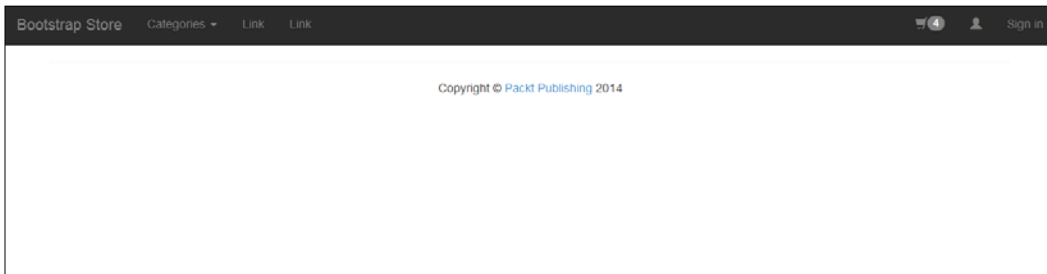 Bootstrap Store Categories Link Link 4 Sign in
Copyright © Packt Publishing 2014